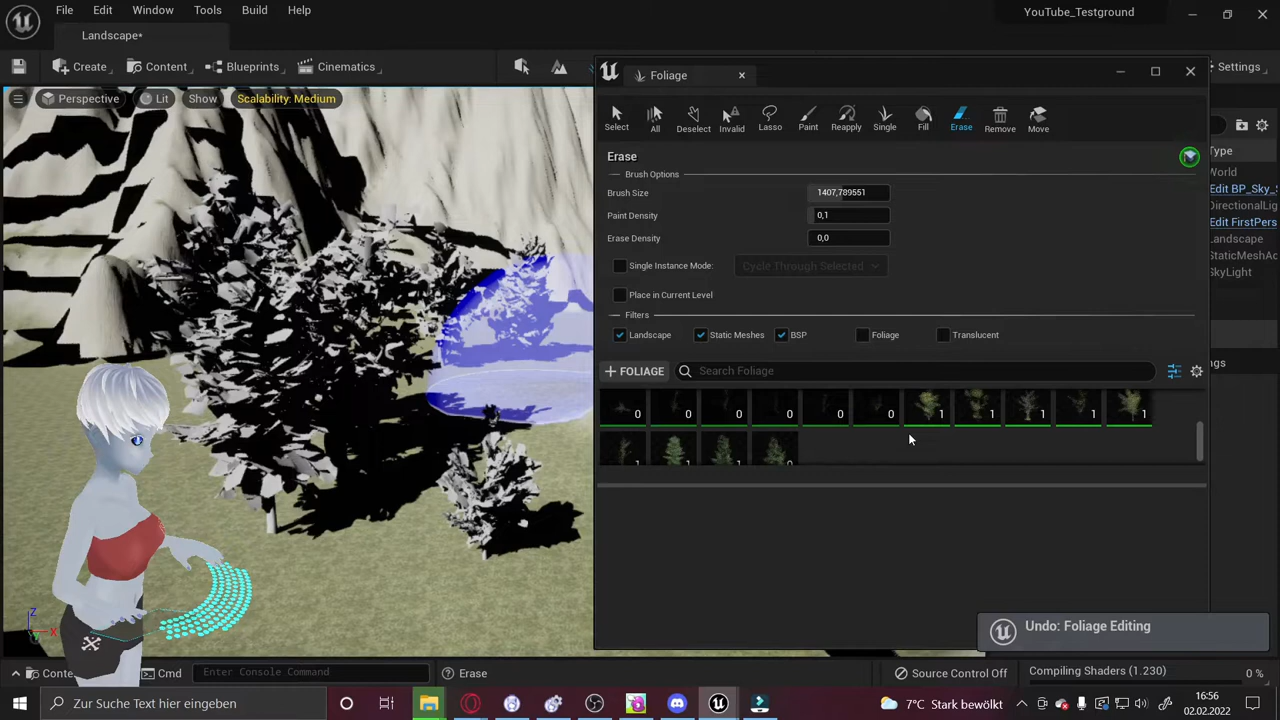 File Edit Window Tools Build Help
YouTube_Testground
Landscape*
Create Content Blueprints Cinematics
Settings
Foliage
Perspective Lit Show Scalability: Medium
Select All Deselect Invalid Lasso Paint Reapply Single Fill Erase Remove Move
Erase
Type
Brush Options
World
Brush Size 1407,789551
Edit BP_Sky_S
DirectionalLig
Paint Density 0,1
Edit FirstPers
Erase Density 0,0
Landscape
StaticMeshAc
Single Instance Mode: Cycle Through Selected
SkyLight
Place in Current Level
Filters
Landscape Static Meshes BSP Foliage Translucent
ngs
+ FOLIAGE Search Foliage
0 0 0 0 0 0 1 1 1 1 1
1 1 1 0
Z
X
Y
Undo: Foliage Editing
Conte Cmd Enter Console Command Erase Source Control Off Compiling Shaders (1.230) 0 %
Zur Suche Text hier eingeben
7°C Stark bewölkt
16:56
02.02.2022